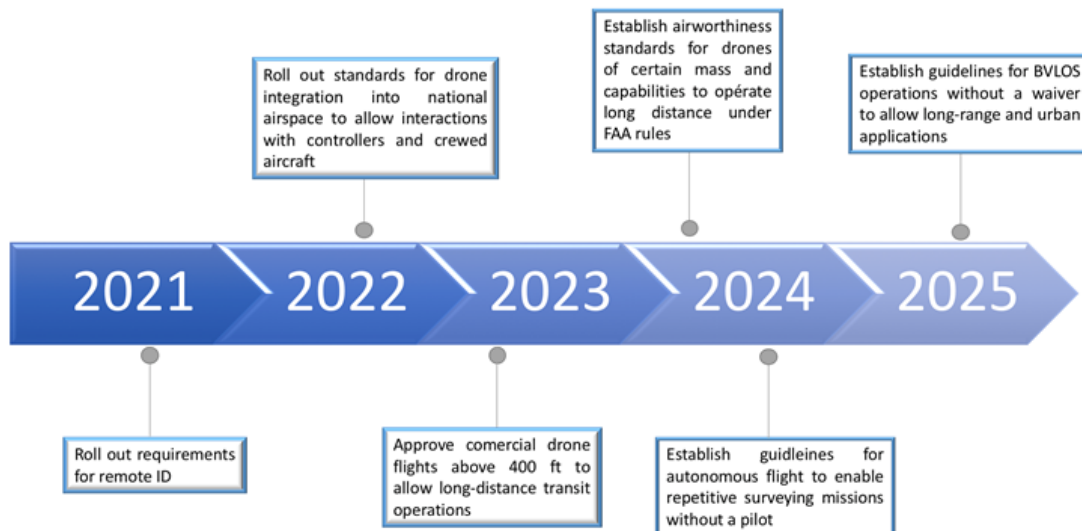 Roll out standards for drone
integration into national
airspace to allow interactions
with controllers and crewed
aircraft
Establish airworthiness
standards for drones
of certain mass and
capabilities to opérate
long distance under
FAA rules
Establish guidelines for BVLOS
operations without a waiver
to allow long-range and urban
applications
2021
2022
2023
2024
2025
Roll out requirements
for remote ID
Approve comercial drone
flights above 400 ft to
allow long-distance transit
operations
Establish guidleines for
autonomous flight to enable
repetitive surveying missions
without a pilot